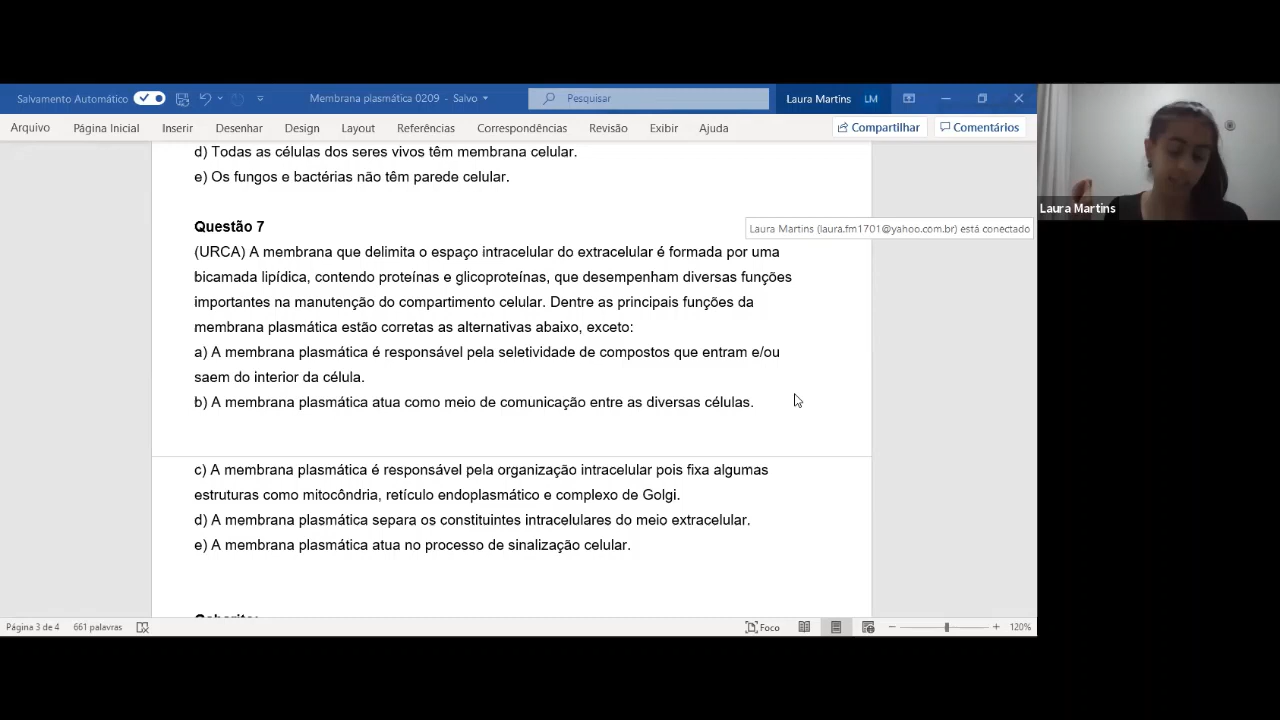 Salvamento Automático
Membrana plasmática 0209 - Salvo
Pesquisar
Laura Martins LM
Arquivo Página Inicial Inserir Desenhar Design Layout Referências Correspondências Revisão Exibir Ajuda Compartilhar Comentários
d) Todas as células dos seres vivos têm membrana celular.
e) Os fungos e bactérias não têm parede celular.
Laura Martins
Questão 7
Laura Martins (laura.fm1701@yahoo.com.br) está conectado
(URCA) A membrana que delimita o espaço intracelular do extracelular é formada por uma
bicamada lipídica, contendo proteínas e glicoproteínas, que desempenham diversas funções
importantes na manutenção do compartimento celular. Dentre as principais funções da
membrana plasmática estão corretas as alternativas abaixo, exceto:
a) A membrana plasmática é responsável pela seletividade de compostos que entram e/ou
saem do interior da célula.
b) A membrana plasmática atua como meio de comunicação entre as diversas células.
c) A membrana plasmática é responsável pela organização intracelular pois fixa algumas
estruturas como mitocôndria, retículo endoplasmático e complexo de Golgi.
d) A membrana plasmática separa os constituintes intracelulares do meio extracelular.
e) A membrana plasmática atua no processo de sinalização celular.
Página 3 de 4 661 palavras Foco 120%